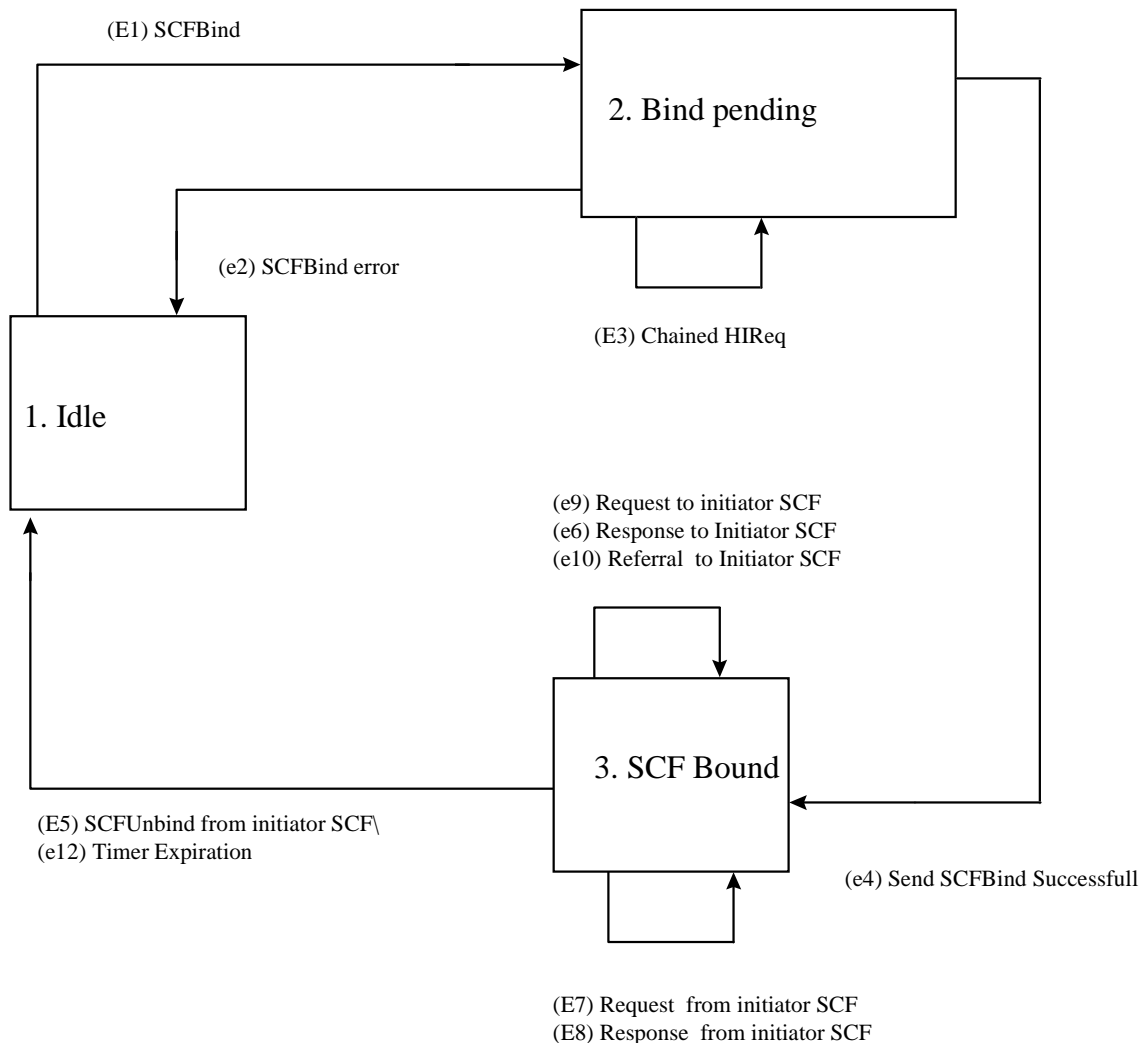 (E1) SCFBind
2. Bind pending
(e2) SCFBind error
(E3) Chained HIReq
1. Idle
(e9) Request to initiator SCF
(e6) Response to Initiator SCF
(e10) Referral to Initiator SCF
3. SCF Bound
(E5) SCFUnbind from initiator SCF\
(e12) Timer Expiration
(e4) Send SCFBind Successfull
(E7) Request from initiator SCF
(E8) Response from initiator SCF